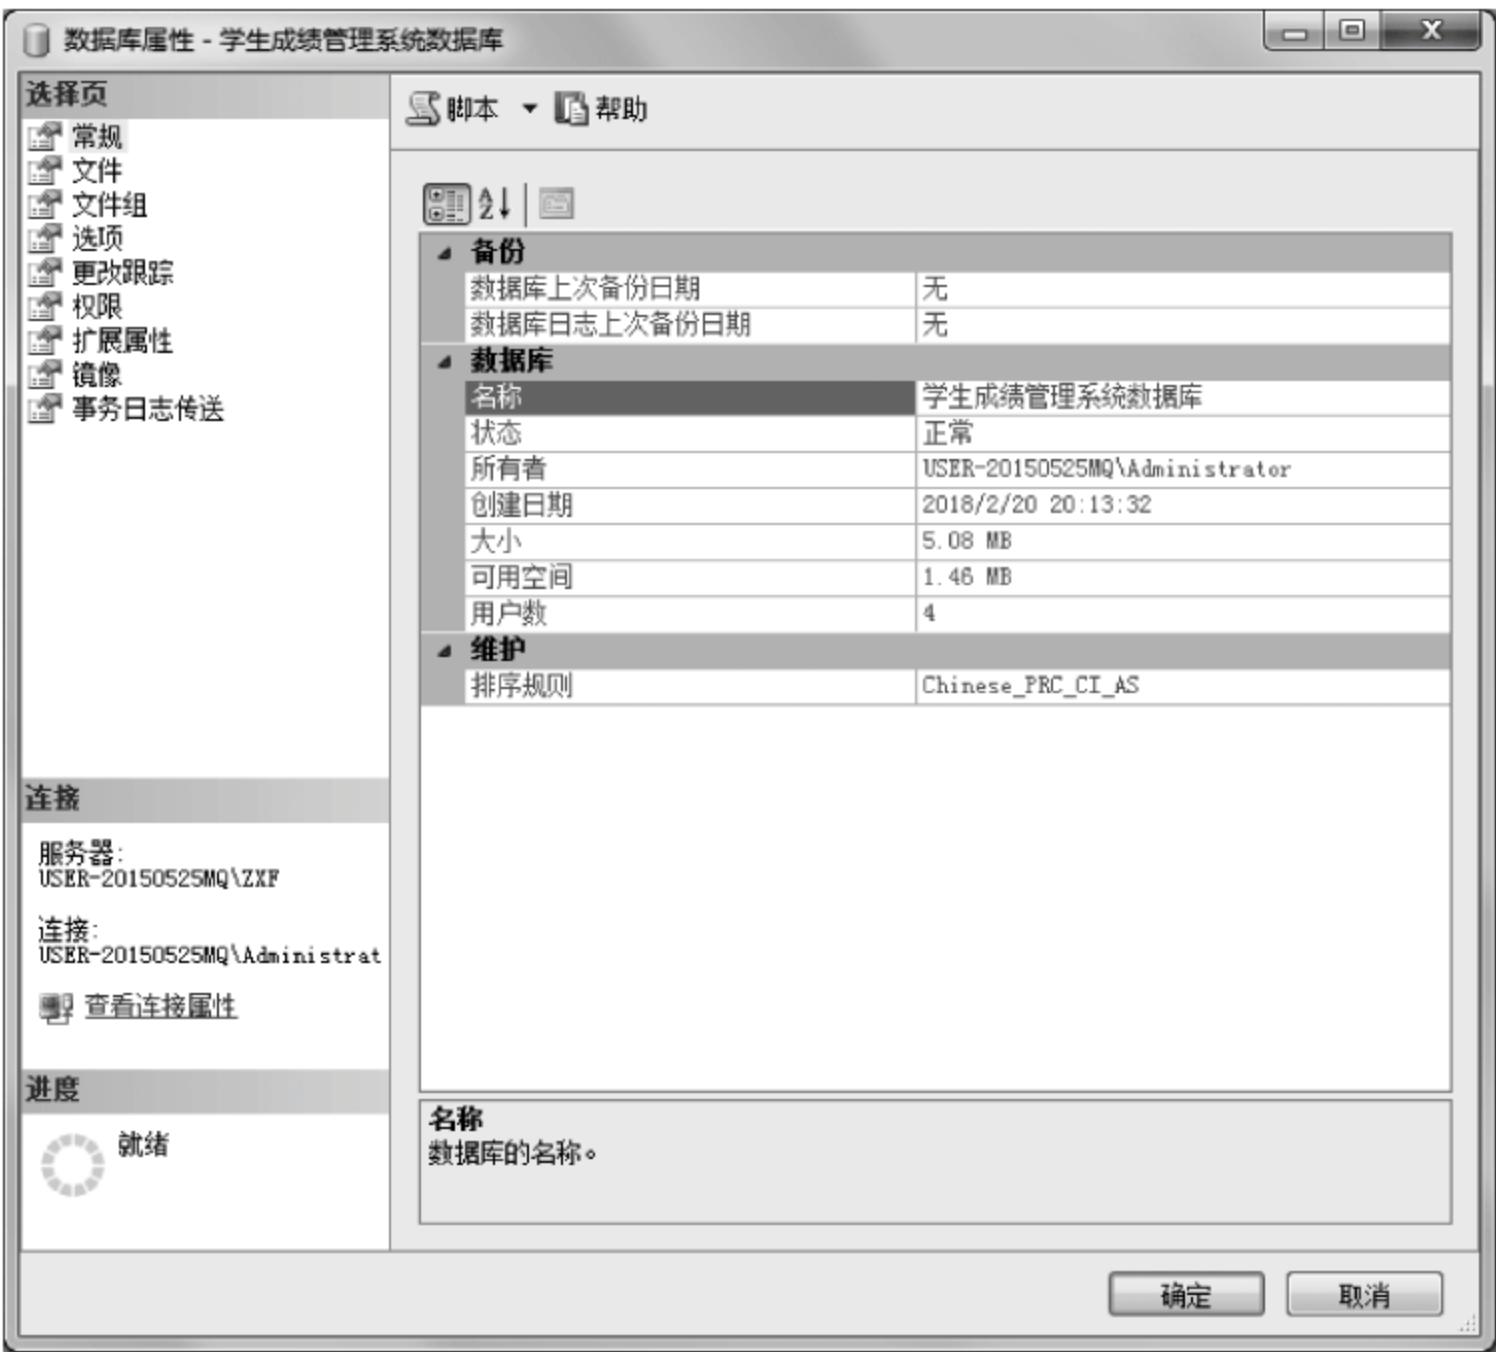 数据库属性 - 学生成绩管理系统数据库
选择页
常规
文件
文件组
选项
更改跟踪
权限
扩展属性
镜像
事务日志传送
连接
服务器:
USER-20150525MQ\ZXF
连接:
USER-20150525MQ\Administrat
查看连接属性
进度
就绪
脚本 帮助
备份
数据库上次备份日期 无
数据库日志上次备份日期 无
数据库
名称 学生成绩管理系统数据库
状态 正常
所有者 USER-20150525MQ\Administrator
创建日期 2018/2/20 20:13:32
大小 5.08 MB
可用空间 1.46 MB
用户数 4
维护
排序规则 Chinese_PRC_CI_AS
名称
数据库的名称。
确定 取消